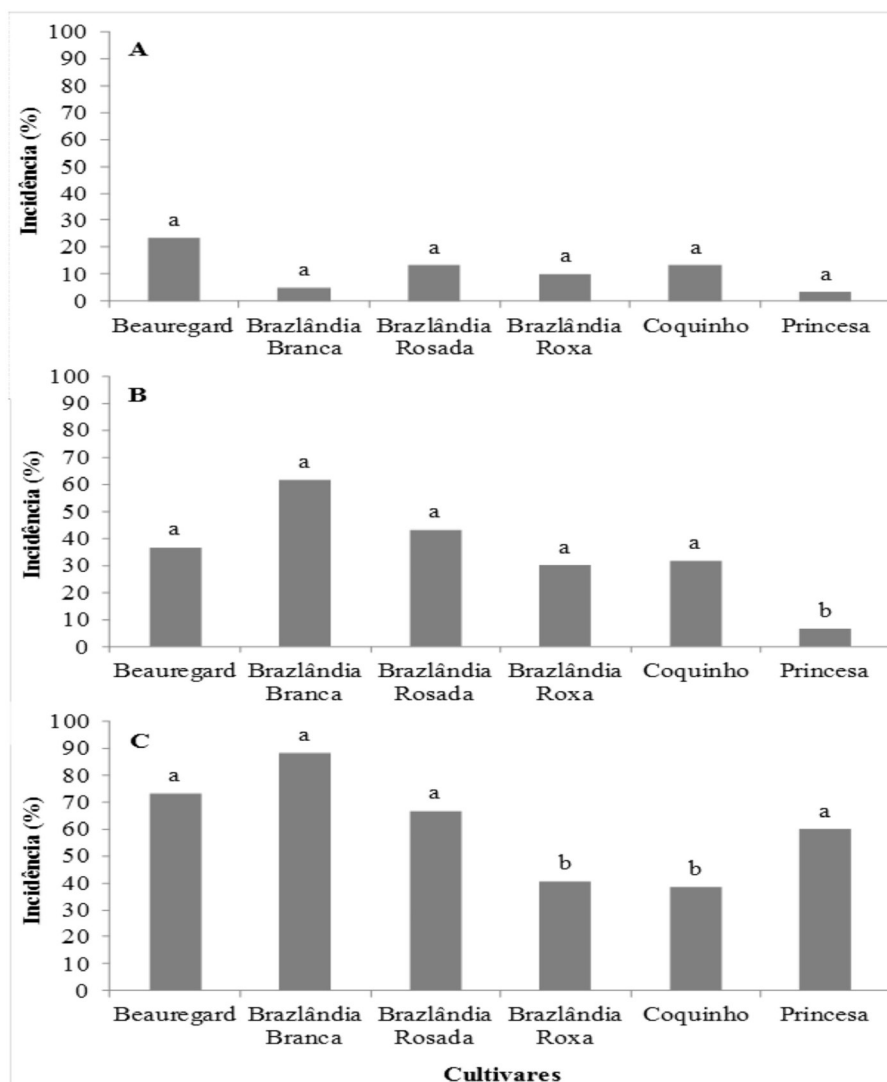 A
Incidência (%)
100
90
80
70
60
50
40
30
20
10
0
a
a
a
a
a
a
Beauregard
Brazlândia
Branca
Brazlândia
Rosada
Brazlândia
Roxa
Coquinho
Princesa
B
Incidência (%)
100
90
80
70
60
50
40
30
20
10
0
a
a
a
a
a
b
Beauregard
Brazlândia
Branca
Brazlândia
Rosada
Brazlândia
Roxa
Coquinho
Princesa
C
Incidência (%)
100
90
80
70
60
50
40
30
20
10
0
a
a
a
b
b
a
Beauregard
Brazlândia
Branca
Brazlândia
Rosada
Brazlândia
Roxa
Coquinho
Princesa
Cultivares